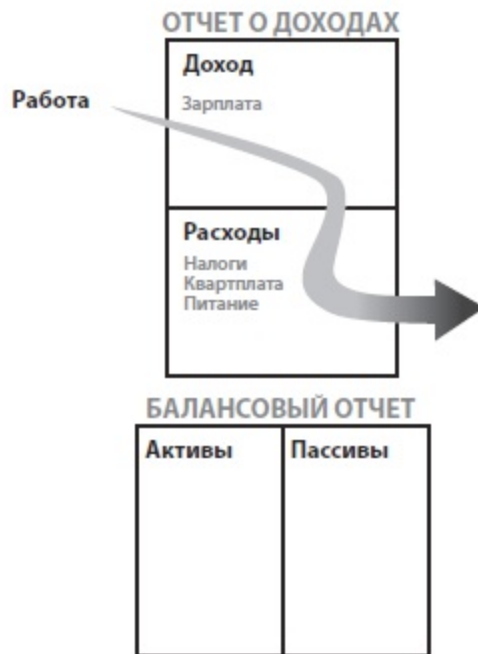 ОТЧЕТ О ДОХОДАХ
Доход
Работа
Зарплата
Расходы
Налоги
Квартплата
Питание
БАЛАНСОВЫЙ ОТЧЕТ
Активы
Пассивы